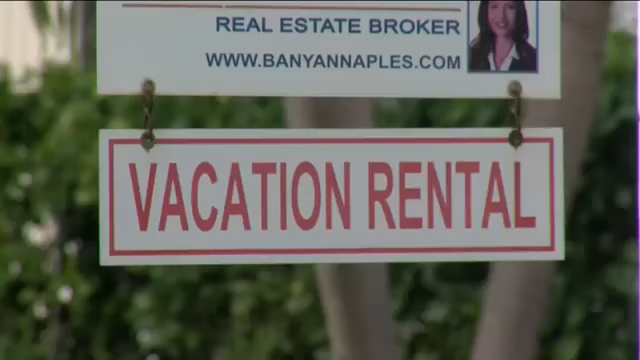 REAL ESTATE BROKER
WWW.BANYANNAPLES.COM
VACATION RENTAL